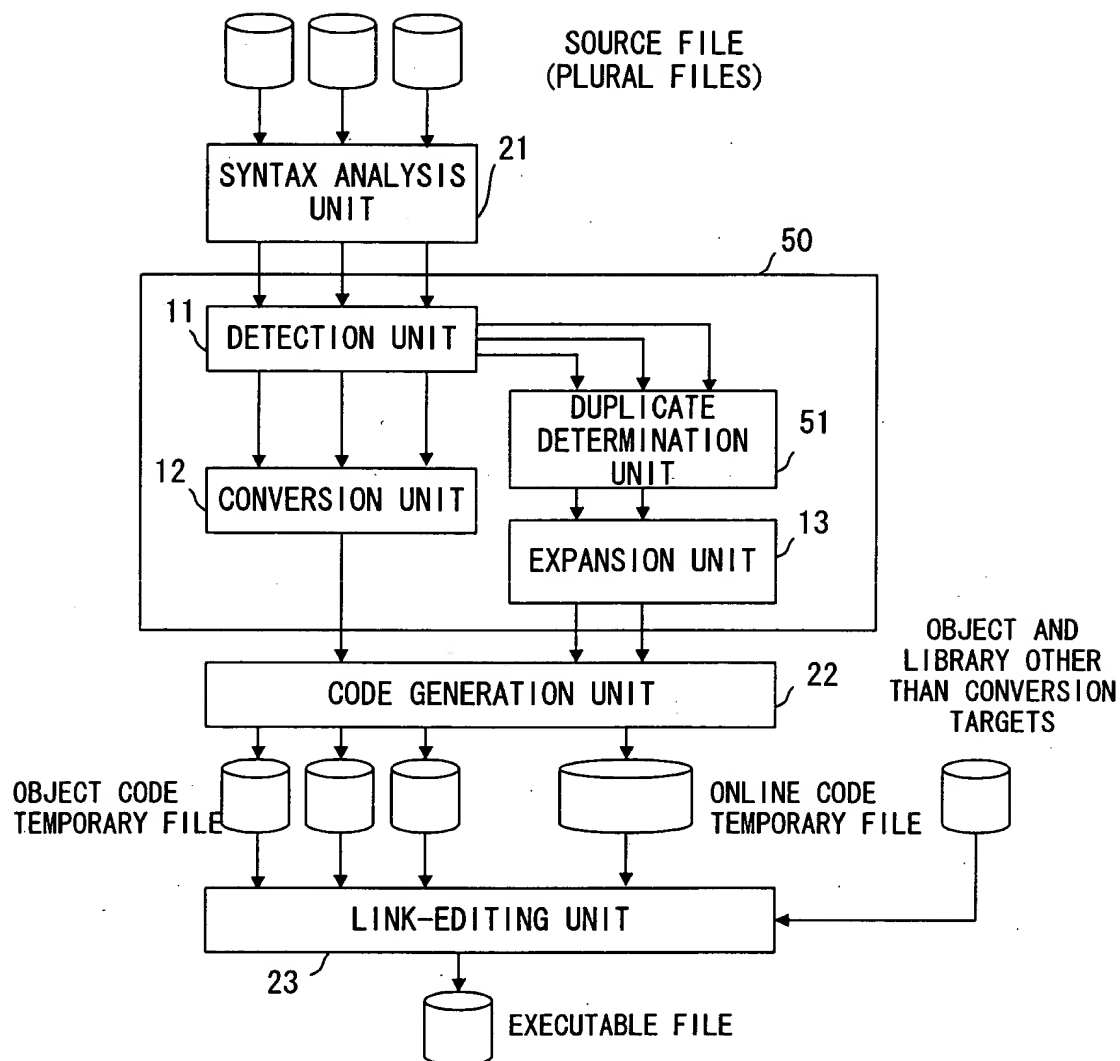 SOURCE FILE
(PLURAL FILES)
21
SYNTAX ANALYSIS
UNIT
50
11
DETECTION UNIT
DUPLICATE
DETERMINATION
UNIT
51
12
CONVERSION UNIT
13
EXPANSION UNIT
OBJECT AND
LIBRARY OTHER
THAN CONVERSION
TARGETS
CODE GENERATION UNIT
22
OBJECT CODE
TEMPORARY FILE
ONLINE CODE
TEMPORARY FILE
LINK-EDITING UNIT
23
EXECUTABLE FILE